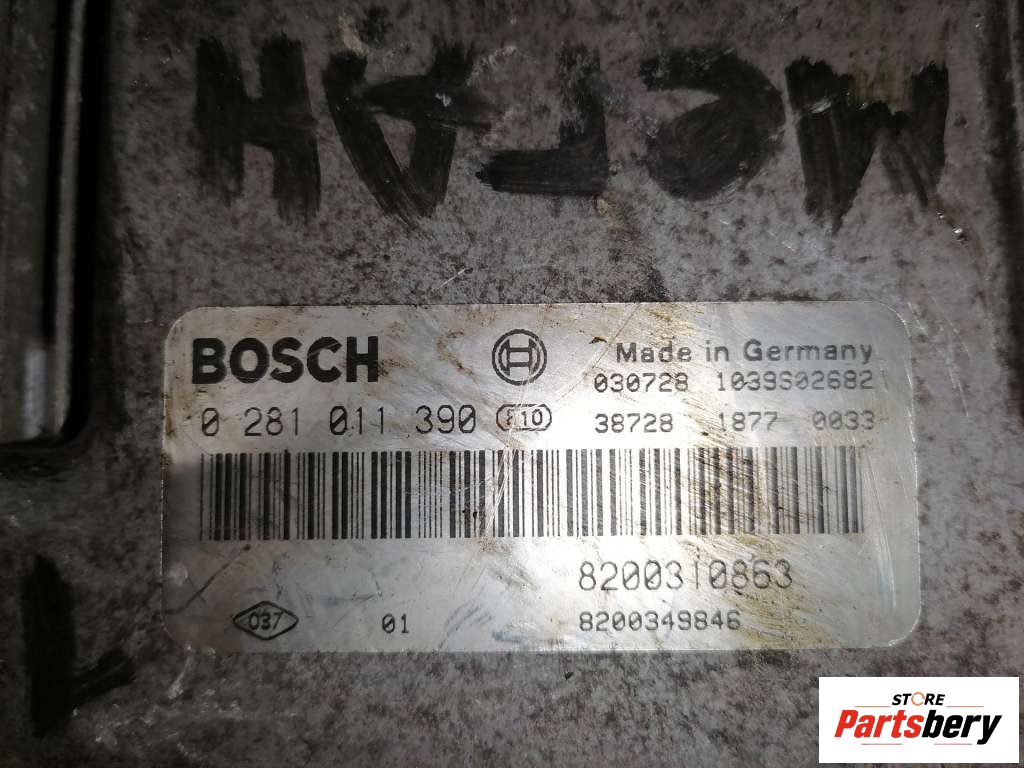 BOSCH
Made in Germany
030728 1039S02682
0 281 011 390
38728 1877 0033
8200310863
037 01 8200349846
STORE
Partsbery